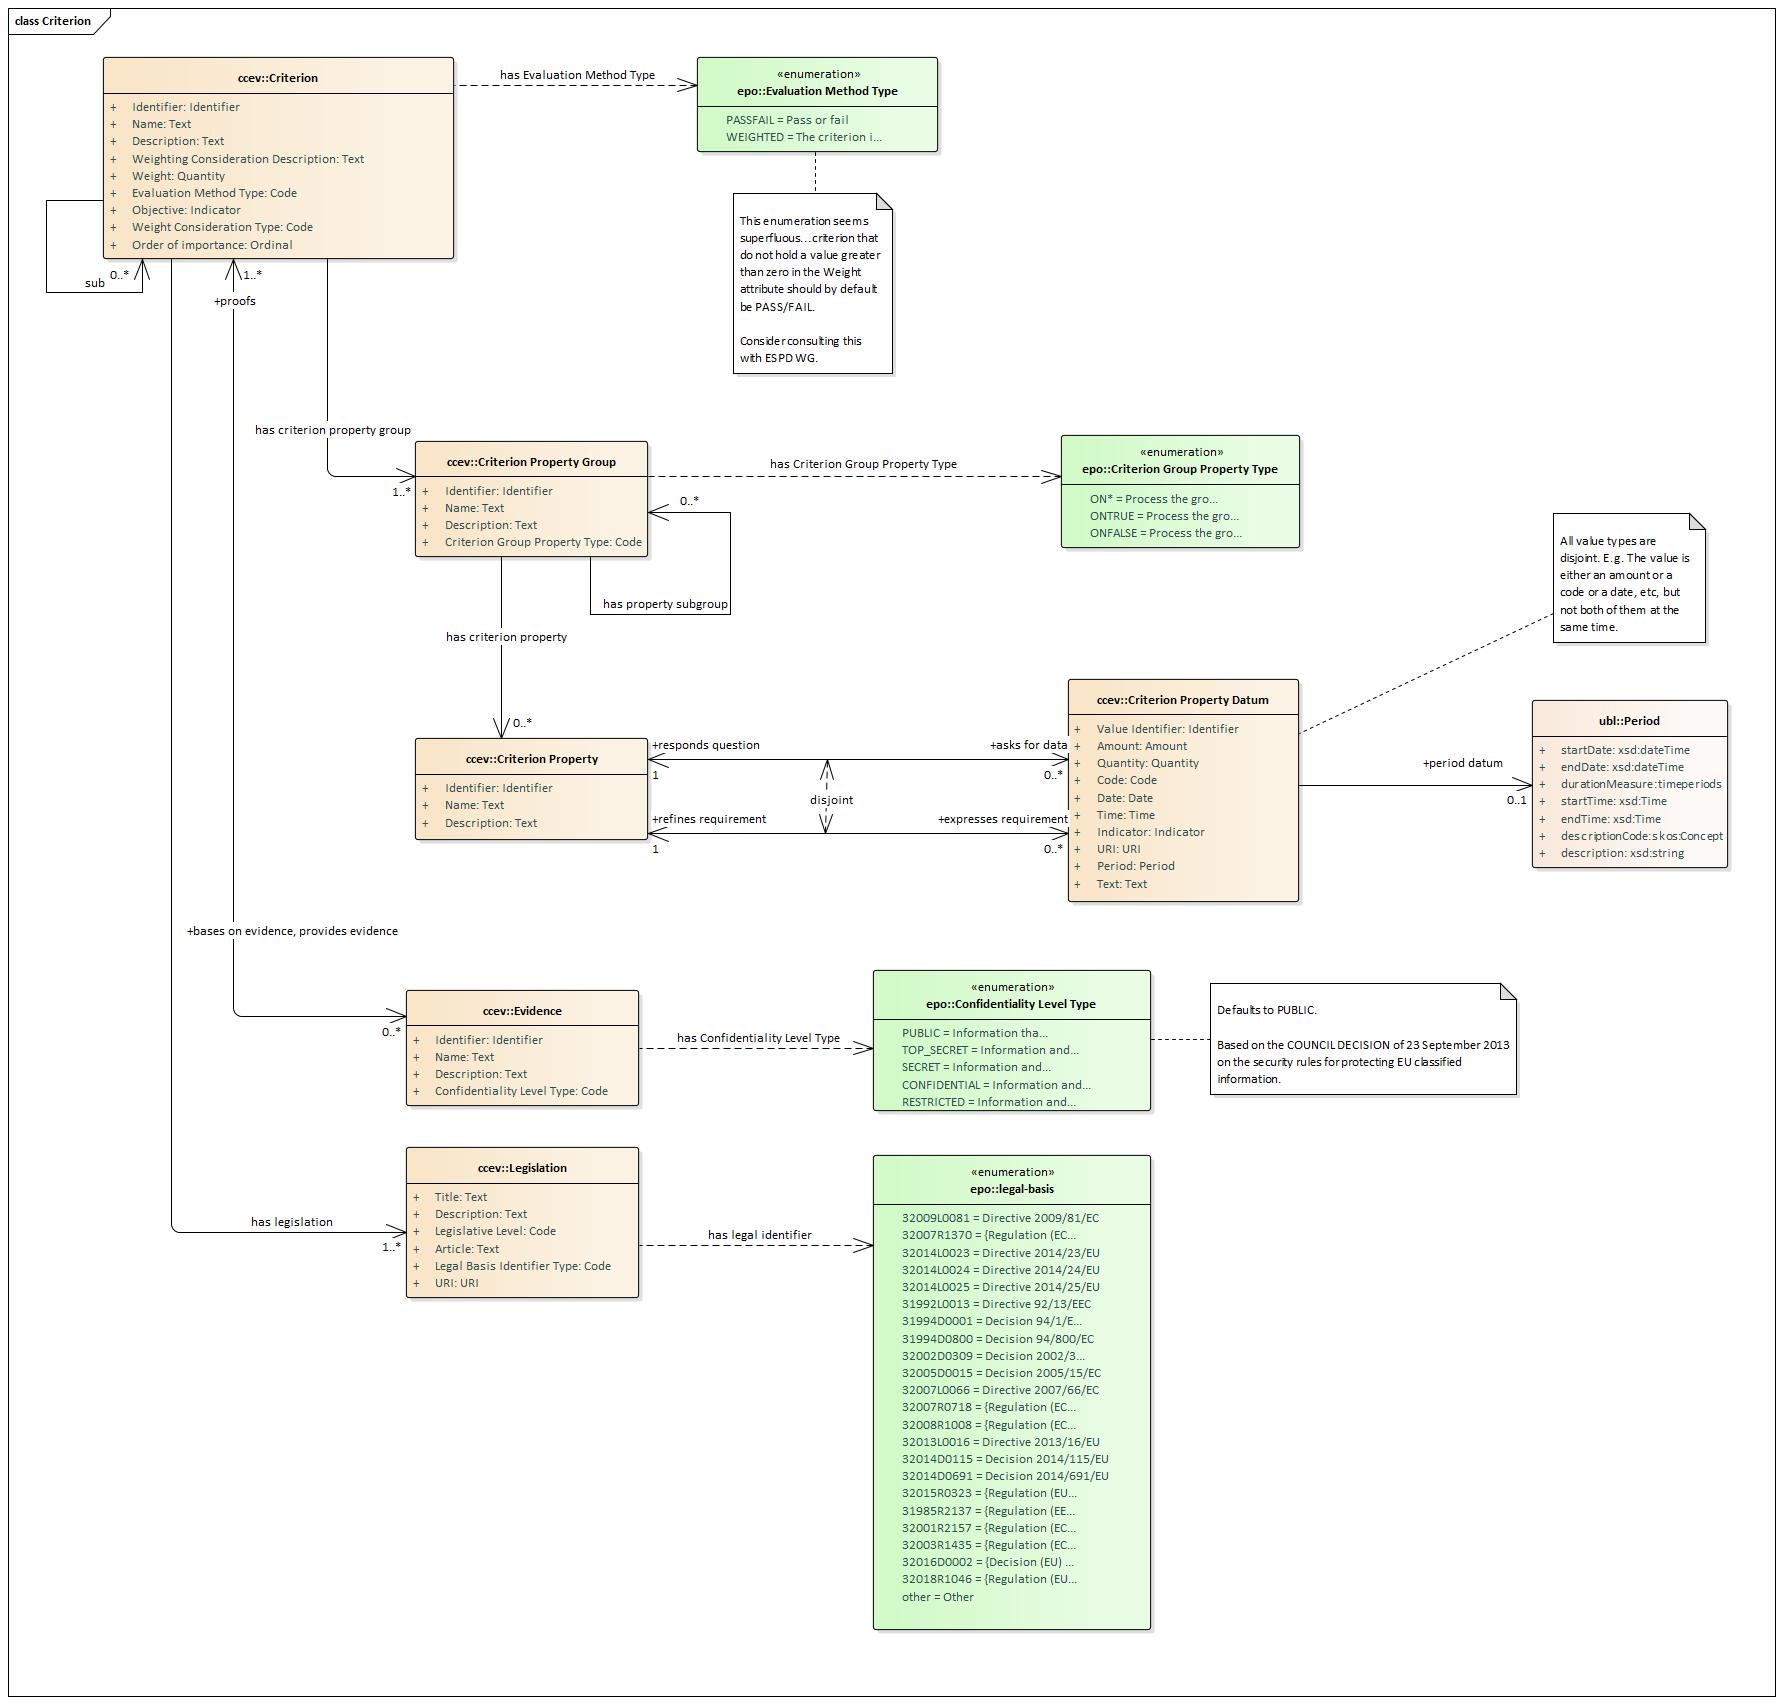 class Criterion
ccev::Criterion
+ Identifier: Identifier
+ Name: Text
+ Description: Text
+ Weighting Consideration Description: Text
+ Weight: Quantity
+ Evaluation Method Type: Code
+ Objective: Indicator
+ Weight Consideration Type: Code
+ Order of importance: Ordinal
has Evaluation Method Type
«enumeration»
epo::Evaluation Method Type
PASSFAIL = Pass or fail
WEIGHTED = The criterion i...
This enumeration seems
superfluous...criterion that
do not hold a value greater
than zero in the Weight
attribute should by default
be PASS/FAIL.
Consider consulting this
with ESPD WG.
sub
0..*
1..*
+proofs
has criterion property group
1..*
ccev::Criterion Property Group
+ Identifier: Identifier
+ Name: Text
+ Description: Text
+ Criterion Group Property Type: Code
has Criterion Group Property Type
«enumeration»
epo::Criterion Group Property Type
ON* = Process the gro...
ONTRUE = Process the gro...
ONFALSE = Process the gro...
0..*
has property subgroup
has criterion property
0..*
All value types are
disjoint. E.g. The value is
either an amount or a
code or a date, etc, but
not both of them at the
same time.
ccev::Criterion Property
+ Identifier: Identifier
+ Name: Text
+ Description: Text
+responds question
1
+asks for data
0..*
disjoint
+refines requirement
1
+expresses requirement
0..*
ccev::Criterion Property Datum
+ Value Identifier: Identifier
+ Amount: Amount
+ Quantity: Quantity
+ Code: Code
+ Date: Date
+ Time: Time
+ Indicator: Indicator
+ URI: URI
+ Period: Period
+ Text: Text
+period datum
0..1
ubl::Period
+ startDate: xsd:dateTime
+ endDate: xsd:dateTime
+ durationMeasure:timeperiods
+ startTime: xsd:Time
+ endTime: xsd:Time
+ descriptionCode:skos:Concept
+ description: xsd:string
+bases on evidence, provides evidence
0..*
ccev::Evidence
+ Identifier: Identifier
+ Name: Text
+ Description: Text
+ Confidentiality Level Type: Code
has Confidentiality Level Type
«enumeration»
epo::Confidentiality Level Type
PUBLIC = Information tha...
TOP_SECRET = Information and...
SECRET = Information and...
CONFIDENTIAL = Information and...
RESTRICTED = Information and...
Defaults to PUBLIC.
Based on the COUNCIL DECISION of 23 September 2013
on the security rules for protecting EU classified
information.
has legislation
1..*
ccev::Legislation
+ Title: Text
+ Description: Text
+ Legislative Level: Code
+ Article: Text
+ Legal Basis Identifier Type: Code
+ URI: URI
has legal identifier
«enumeration»
epo::legal-basis
32009L0081 = Directive 2009/81/EC
32007R1370 = {Regulation (EC...
32014L0023 = Directive 2014/23/EU
32014L0024 = Directive 2014/24/EU
32014L0025 = Directive 2014/25/EU
31992L0013 = Directive 92/13/EEC
31994D0001 = Decision 94/1/E...
31994D0800 = Decision 94/800/EC
32002D0309 = Decision 2002/3...
32005D0015 = Decision 2005/15/EC
32007L0066 = Directive 2007/66/EC
32007R0718 = {Regulation (EC...
32008R1008 = {Regulation (EC...
32013L0016 = Directive 2013/16/EU
32014D0115 = Decision 2014/115/EU
32014D0691 = Decision 2014/691/EU
32015R0323 = {Regulation (EU...
31985R2137 = {Regulation (EE...
32001R2157 = {Regulation (EC...
32003R1435 = {Regulation (EC...
32016D0002 = {Decision (EU) ...
32018R1046 = {Regulation (EU...
other = Other